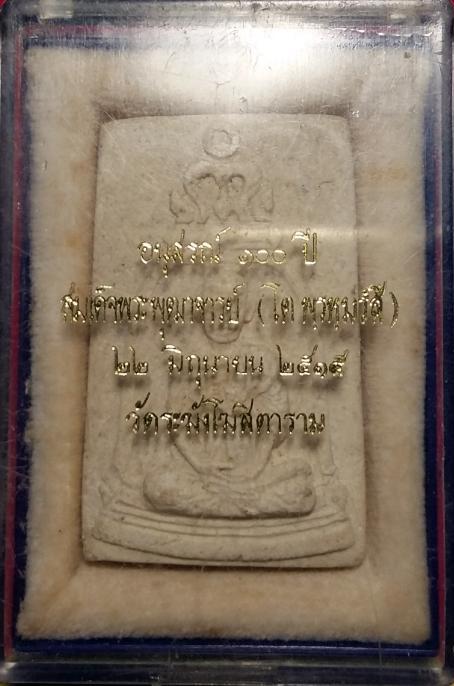 อนุสรณ์ ๑๐๐ ปี
สมเด็จพระพุฒาจารย์ (โต พฺรหฺมรํสี)
๒๒ มิถุนายน ๒๕๑๕
วัดระฆังโฆสิตาราม